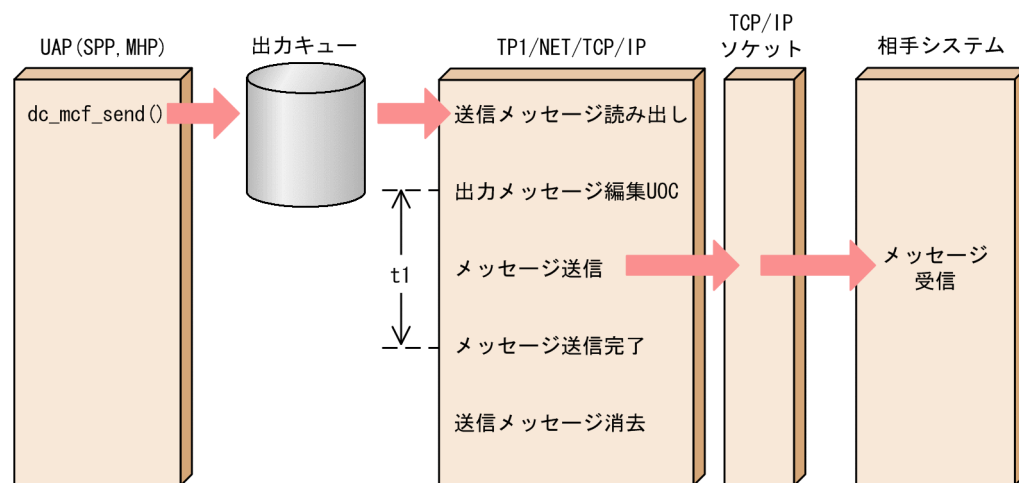 UAP(SPP,MHP)
出力キュー
TP1/NET/TCP/IP
TCP/IP
ソケット
相手システム
dc_mcf_send()
送信メッセージ読み出し
出力メッセージ編集UOC
t1
メッセージ送信
メッセージ
受信
メッセージ送信完了
送信メッセージ消去